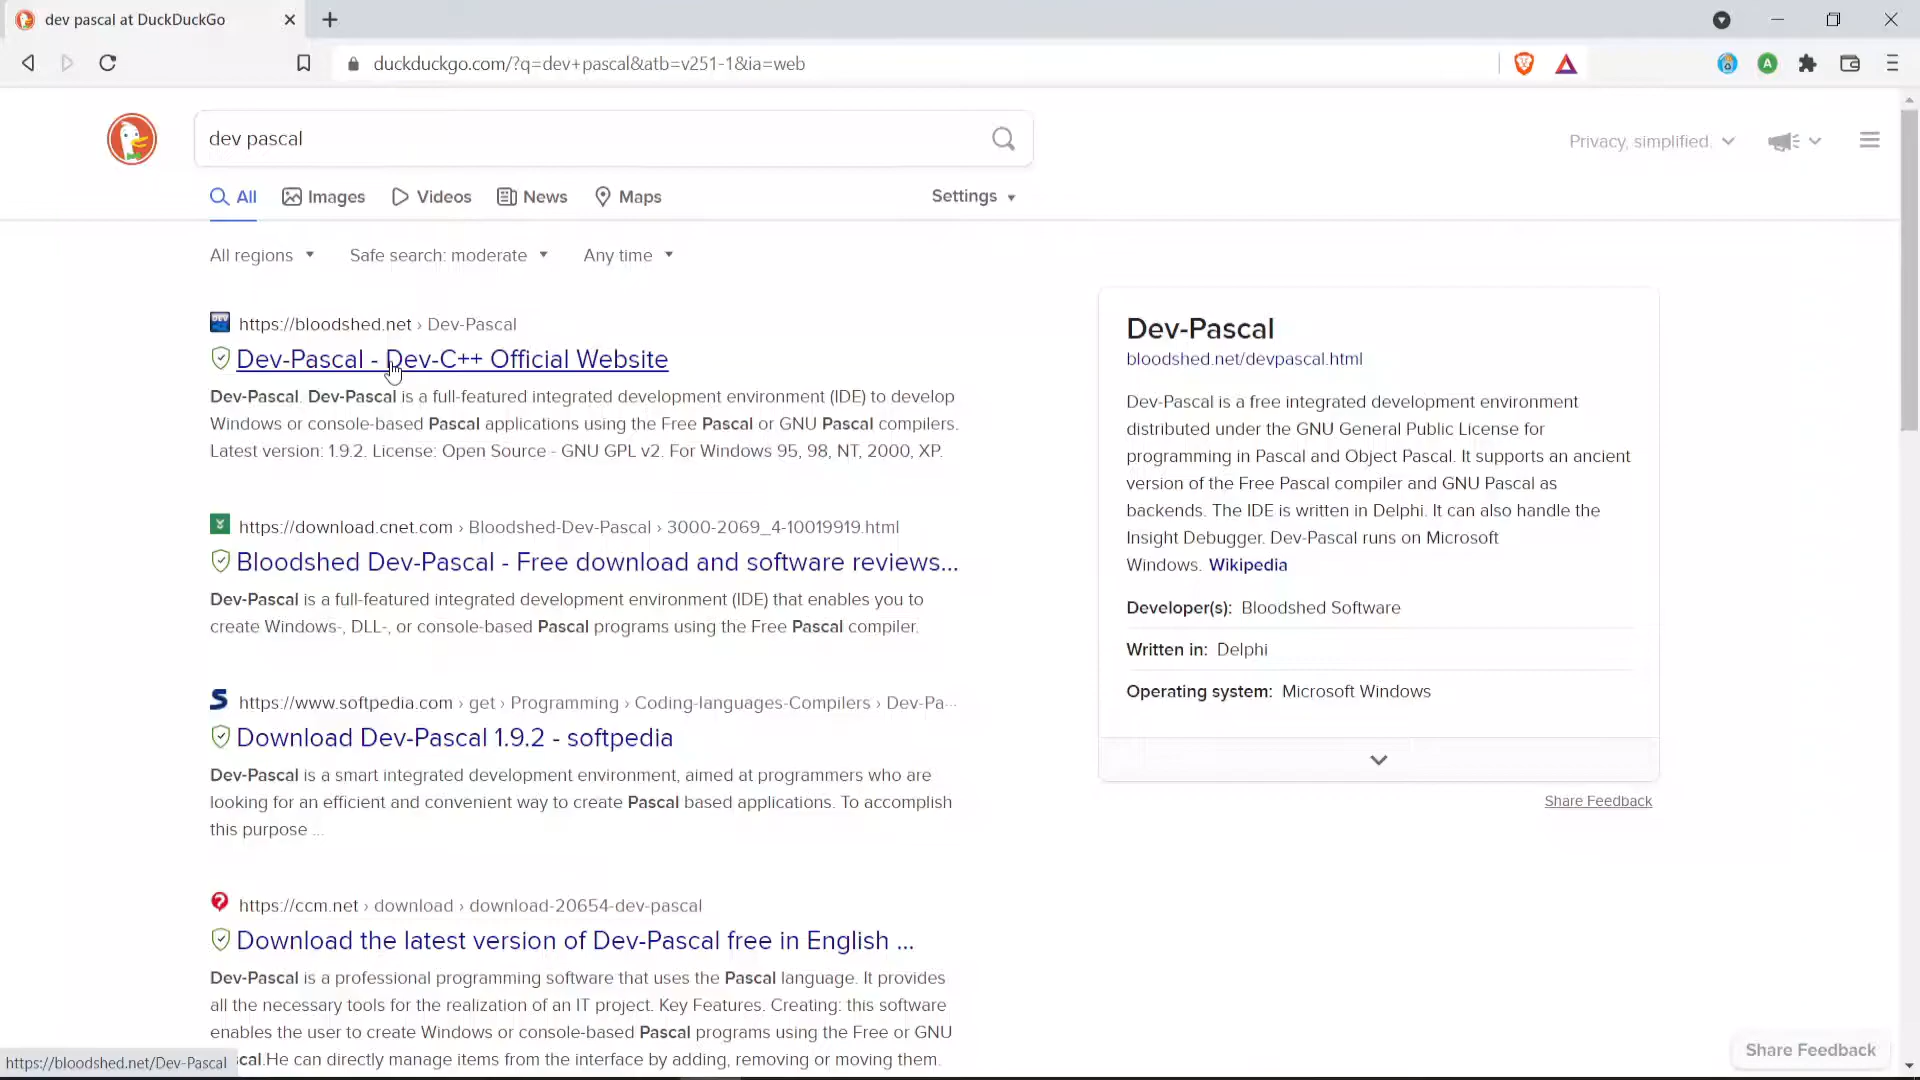 dev pascal at DuckDuckGo
duckduckgo.com/?q=dev+pascal&atb=v251-1&ia=web
A
dev pascal
Privacy, simplified.
All
Images
Videos
News
Maps
Settings
All regions
Safe search: moderate
Any time
https://bloodshed.net › Dev-Pascal
Dev-Pascal - Dev-C++ Official Website
Dev-Pascal. Dev-Pascal is a full-featured integrated development environment (IDE) to develop
Windows or console-based Pascal applications using the Free Pascal or GNU Pascal compilers.
Latest version: 1.9.2. License: Open Source - GNU GPL v2. For Windows 95, 98, NT, 2000, XP.
https://download.cnet.com › Bloodshed-Dev-Pascal › 3000-2069_4-10019919.html
Bloodshed Dev-Pascal - Free download and software reviews...
Dev-Pascal is a full-featured integrated development environment (IDE) that enables you to
create Windows-, DLL-, or console-based Pascal programs using the Free Pascal compiler.
https://www.softpedia.com › get › Programming › Coding-languages-Compilers › Dev-Pa...
Download Dev-Pascal 1.9.2 - softpedia
Dev-Pascal is a smart integrated development environment, aimed at programmers who are
looking for an efficient and convenient way to create Pascal based applications. To accomplish
this purpose ...
https://ccm.net › download › download-20654-dev-pascal
Download the latest version of Dev-Pascal free in English ...
Dev-Pascal is a professional programming software that uses the Pascal language. It provides
all the necessary tools for the realization of an IT project. Key Features. Creating: this software
enables the user to create Windows or console-based Pascal programs using the Free or GNU
scal.He can directly manage items from the interface by adding, removing or moving them.
https://bloodshed.net/Dev-Pascal
Dev-Pascal
bloodshed.net/devpascal.html
Dev-Pascal is a free integrated development environment
distributed under the GNU General Public License for
programming in Pascal and Object Pascal. It supports an ancient
version of the Free Pascal compiler and GNU Pascal as
backends. The IDE is written in Delphi. It can also handle the
Insight Debugger. Dev-Pascal runs on Microsoft
Windows. Wikipedia
Developer(s): Bloodshed Software
Written in: Delphi
Operating system: Microsoft Windows
Share Feedback
Share Feedback